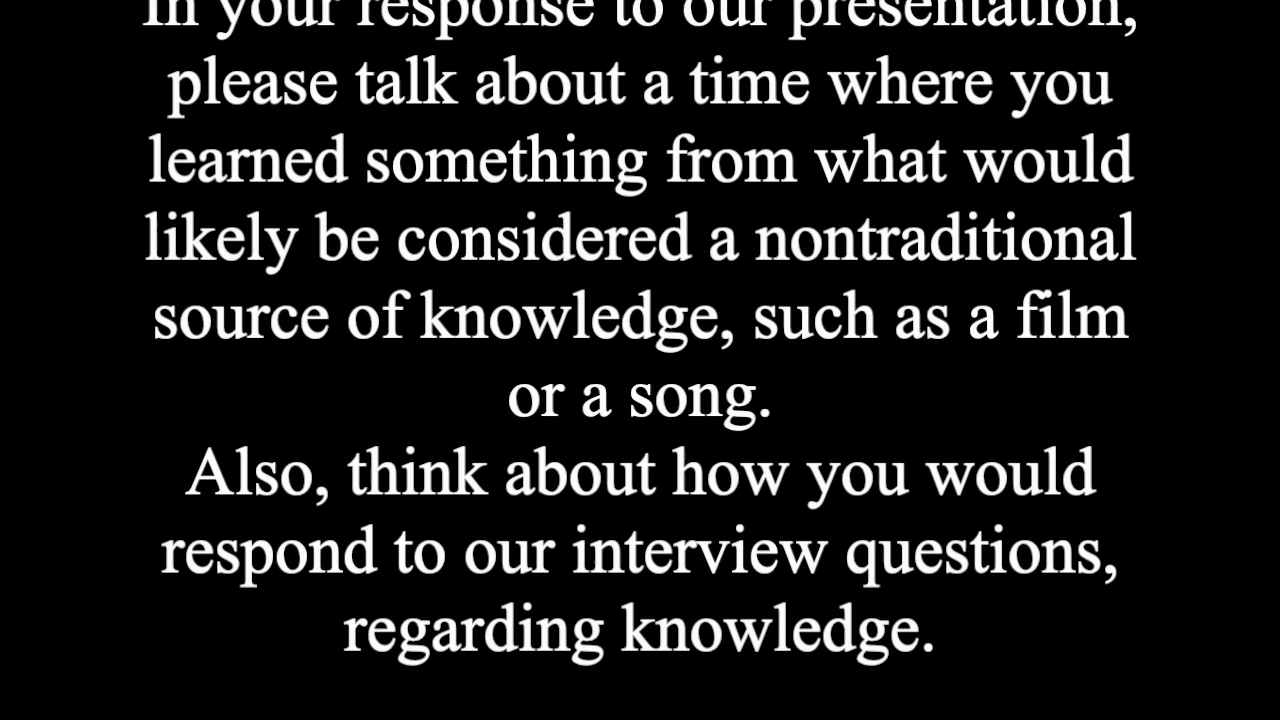 In your response to our presentation,
please talk about a time where you
learned something from what would
likely be considered a nontraditional
source of knowledge, such as a film
or a song.
Also, think about how you would
respond to our interview questions,
regarding knowledge.